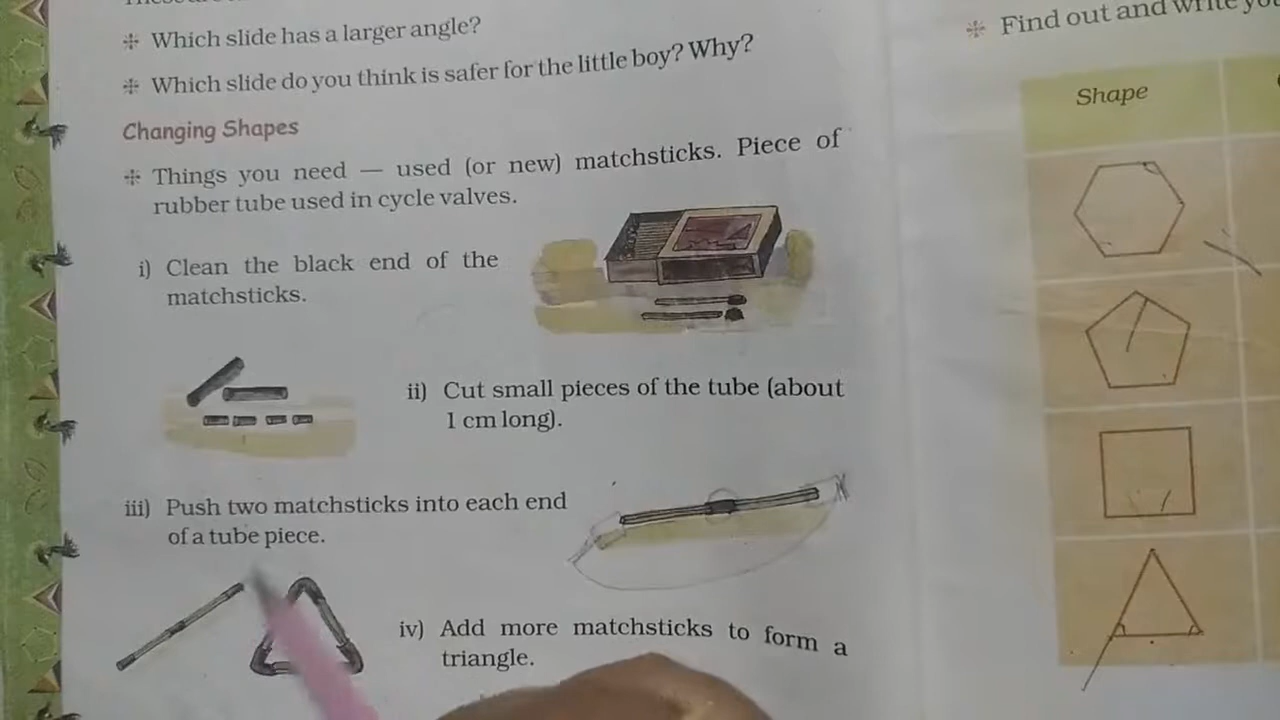 * Which slide has a larger angle?
* Which slide do you think is safer for the little boy? Why?
Changing Shapes
* Things you need — used (or new) matchsticks. Piece of
rubber tube used in cycle valves.
i) Clean the black end of the
matchsticks.
ii) Cut small pieces of the tube (about
1 cm long).
iii) Push two matchsticks into each end
of a tube piece.
iv) Add more matchsticks to form a
triangle.
* Find out and write
Shape